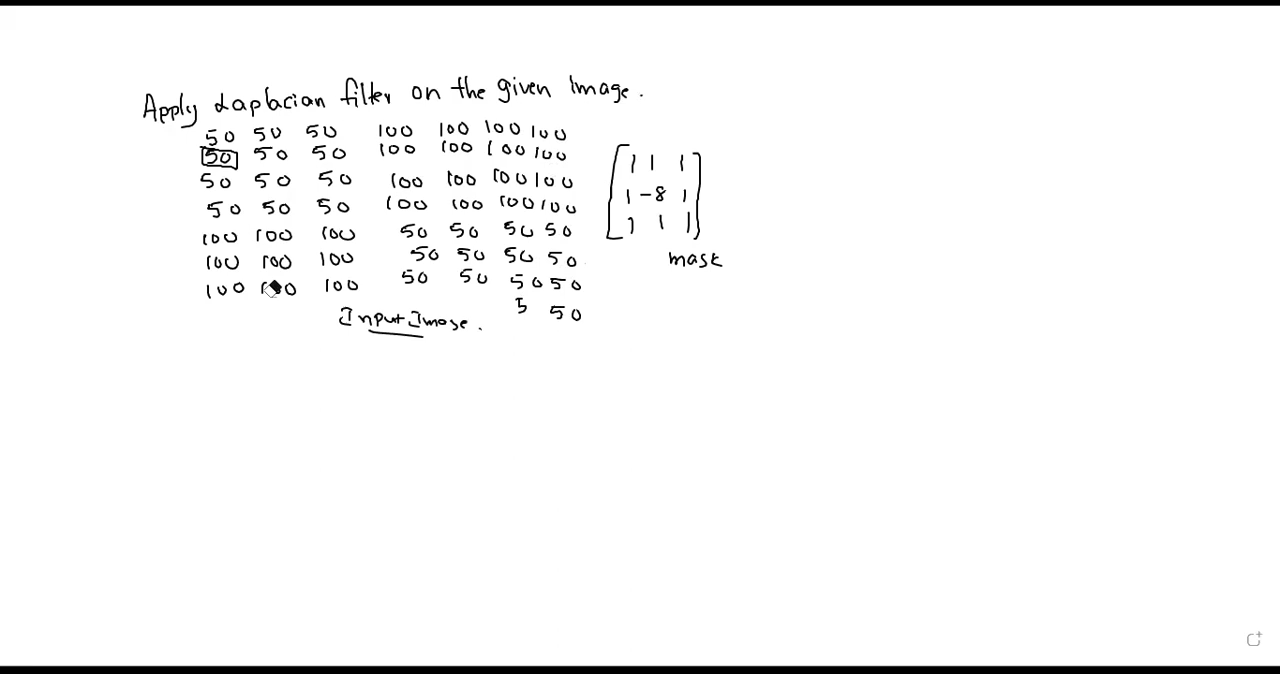 Apply Laplacian filter on the given Image.
50 50 50 100 100 100 100
50 50 50 100 100 100 100
50 50 50 100 100 100 100
50 50 50 100 100 100 100
100 100 100 50 50 50 50
100 100 100 50 50 50 50
100 100 100 50 50 50 50
5 50
Input Image.
1 1 1
1 -8 1
1 1 1
mask